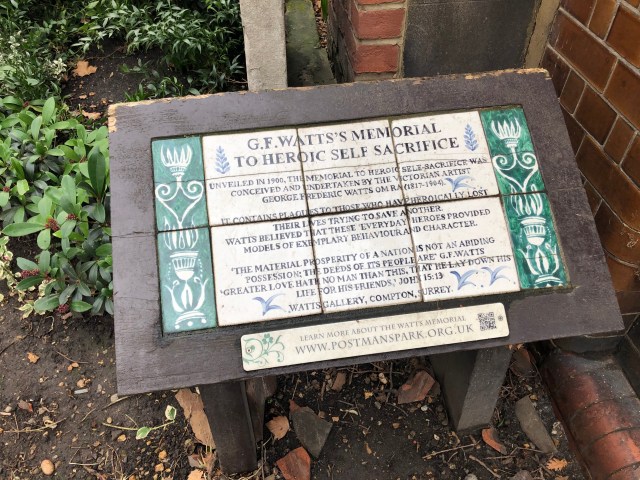 G.F. WATTS'S MEMORIAL
TO HEROIC SELF SACRIFICE
UNVEILED IN 1900, THE MEMORIAL TO HEROIC SELF-SACRIFICE WAS
CONCEIVED AND UNDERTAKEN BY THE VICTORIAN ARTIST
GEORGE FREDERIC WATTS OM RA (1817-1904).
IT CONTAINS PLAQUES TO THOSE WHO HAVE HEROICALLY LOST
THEIR LIVES TRYING TO SAVE ANOTHER.
WATTS BELIEVED THAT THESE 'EVERYDAY' HEROES PROVIDED
MODELS OF EXEMPLARY BEHAVIOUR AND CHARACTER.
'THE MATERIAL PROSPERITY OF A NATION IS NOT AN ABIDING
POSSESSION; THE DEEDS OF ITS PEOPLE ARE' G.F. WATTS
'GREATER LOVE HATH NO MAN THAN THIS, THAT HE LAY DOWN HIS
LIFE FOR HIS FRIENDS,' JOHN 15:13
WATTS GALLERY, COMPTON, SURREY.
LEARN MORE ABOUT THE WATTS MEMORIAL
WWW.POSTMANSPARK.ORG.UK